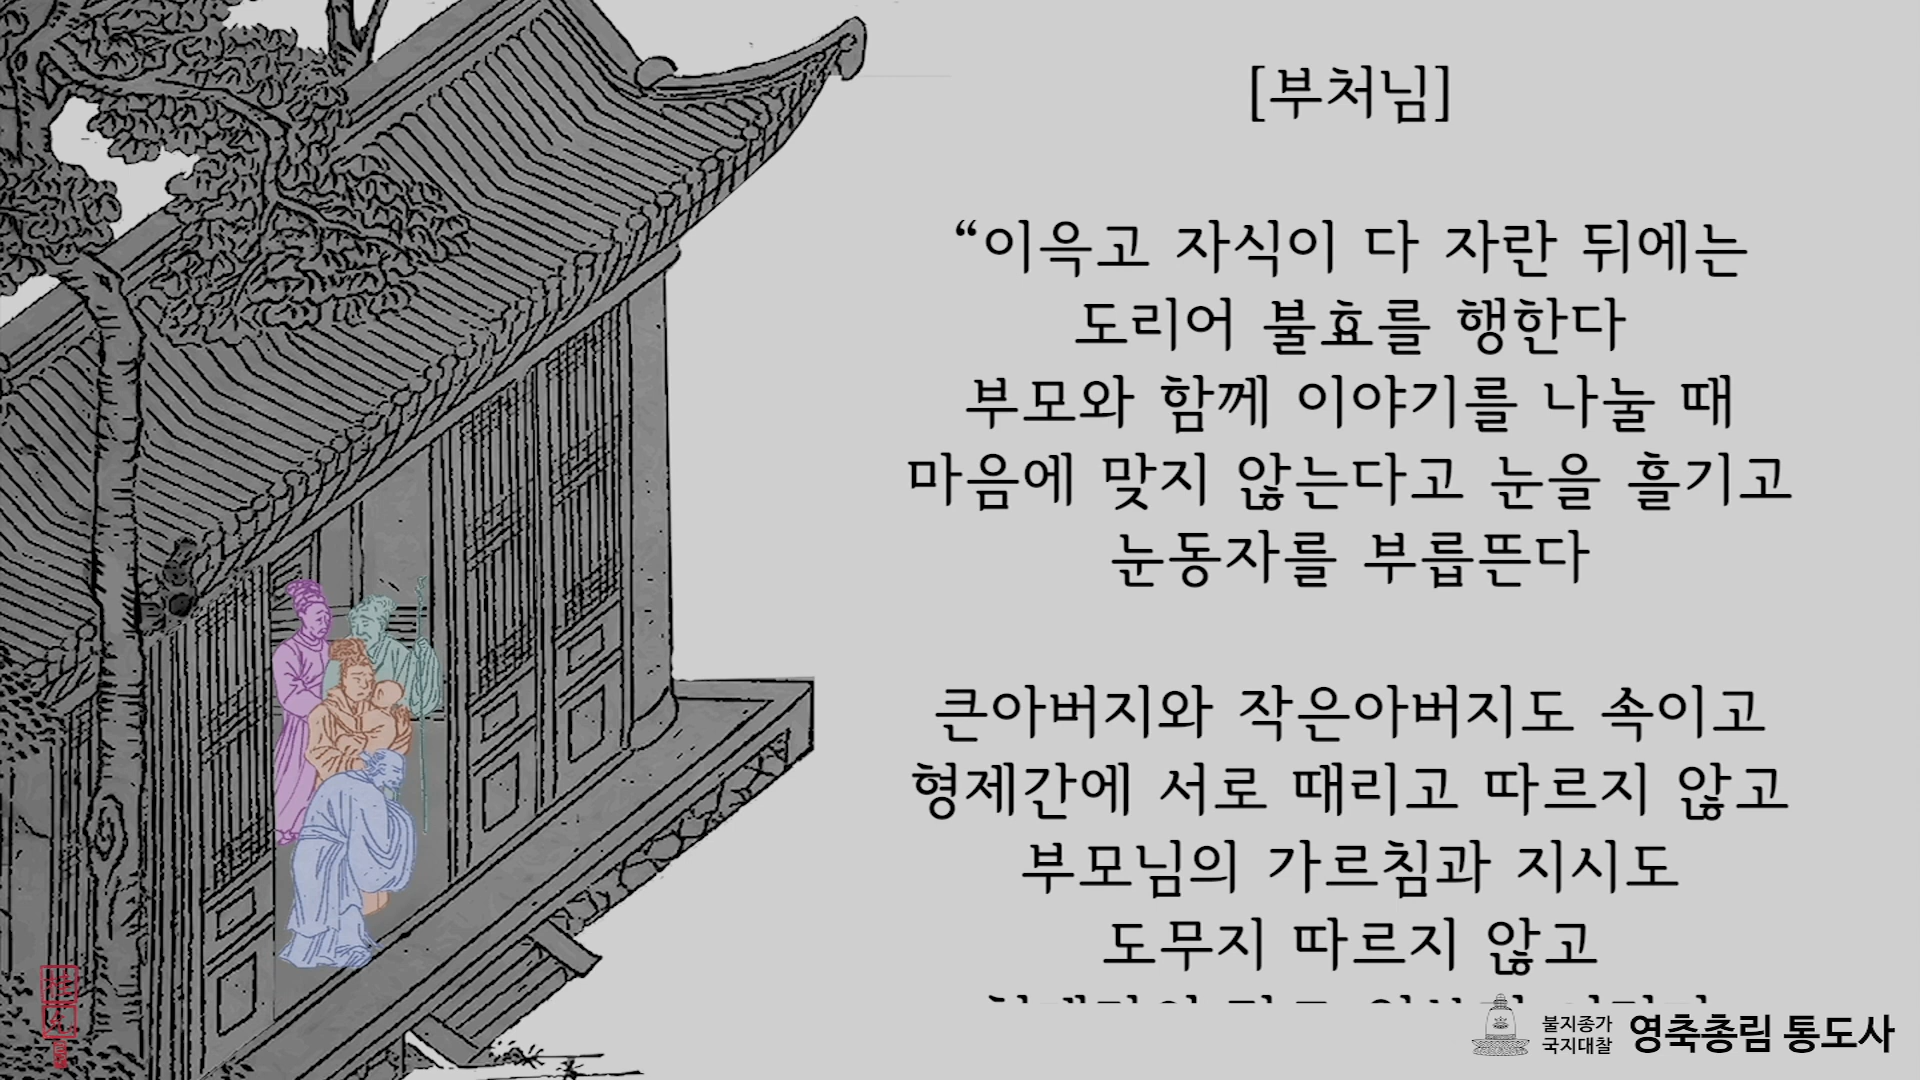 [부처님]
“이윽고 자식이 다 자란 뒤에는
도리어 불효를 행한다
부모와 함께 이야기를 나눌 때
마음에 맞지 않는다고 눈을 흘기고
눈동자를 부릅뜬다
큰아버지와 작은아버지도 속이고
형제간에 서로 때리고 따르지 않고
부모님의 가르침과 지시도
도무지 따르지 않고
불지종가
국지대찰
영축총림 통도사